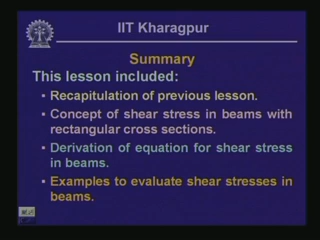 IIT Kharagpur
Summary
This lesson included:
• Recapitulation of previous lesson.
• Concept of shear stress in beams with
rectangular cross sections.
• Derivation of equation for shear stress
in beams.
• Examples to evaluate shear stresses in
beams.